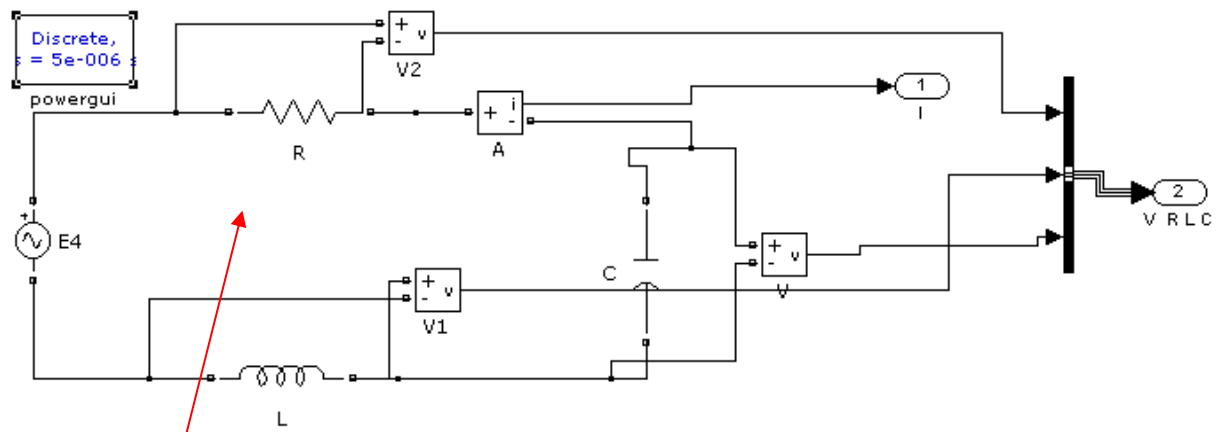 Discrete,
s = 5e-006 s
powergui
+
-
v
V2
R
+
i
-
A
1
I
E4
+
C
+
-
v
V
+
-
v
V1
L
2
V R L C